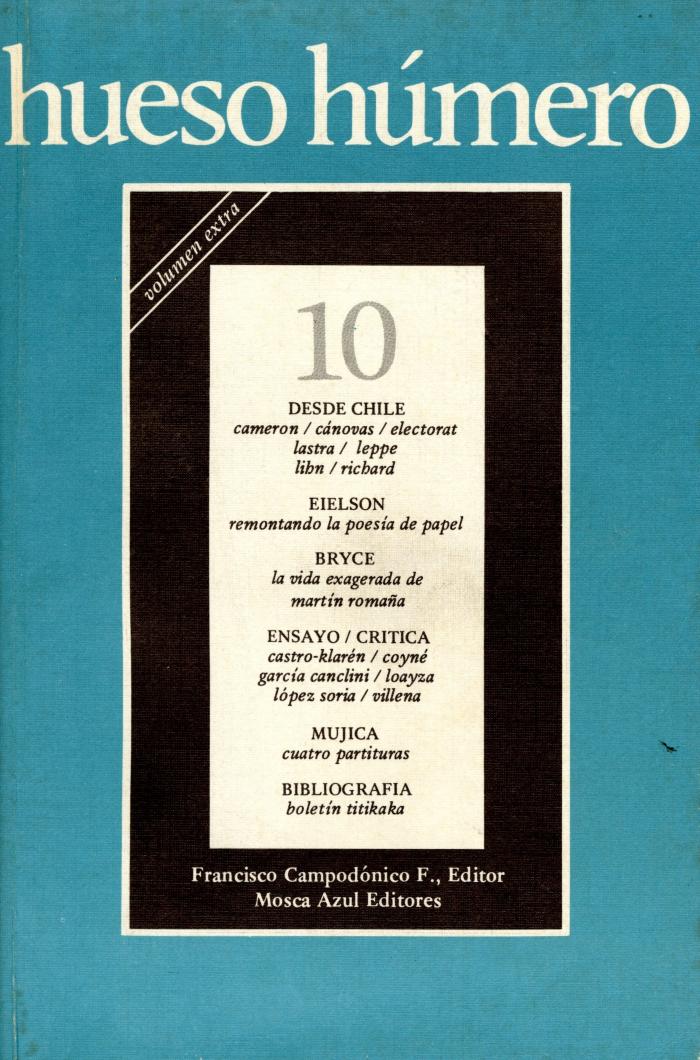 hueso húmero
volumen extra
10
DESDE CHILE
cameron / cánovas / electorat
lastra / leppe
lihn / richard
EIELSON
remontando la poesía de papel
BRYCE
la vida exagerada de
martín romaña
ENSAYO / CRITICA
castro-klarén / coyné
garcía canclini / loayza
lópez soria / villena
MUJICA
cuatro partituras
BIBLIOGRAFIA
boletín titikaka
Francisco Campodónico F., Editor
Mosca Azul Editores